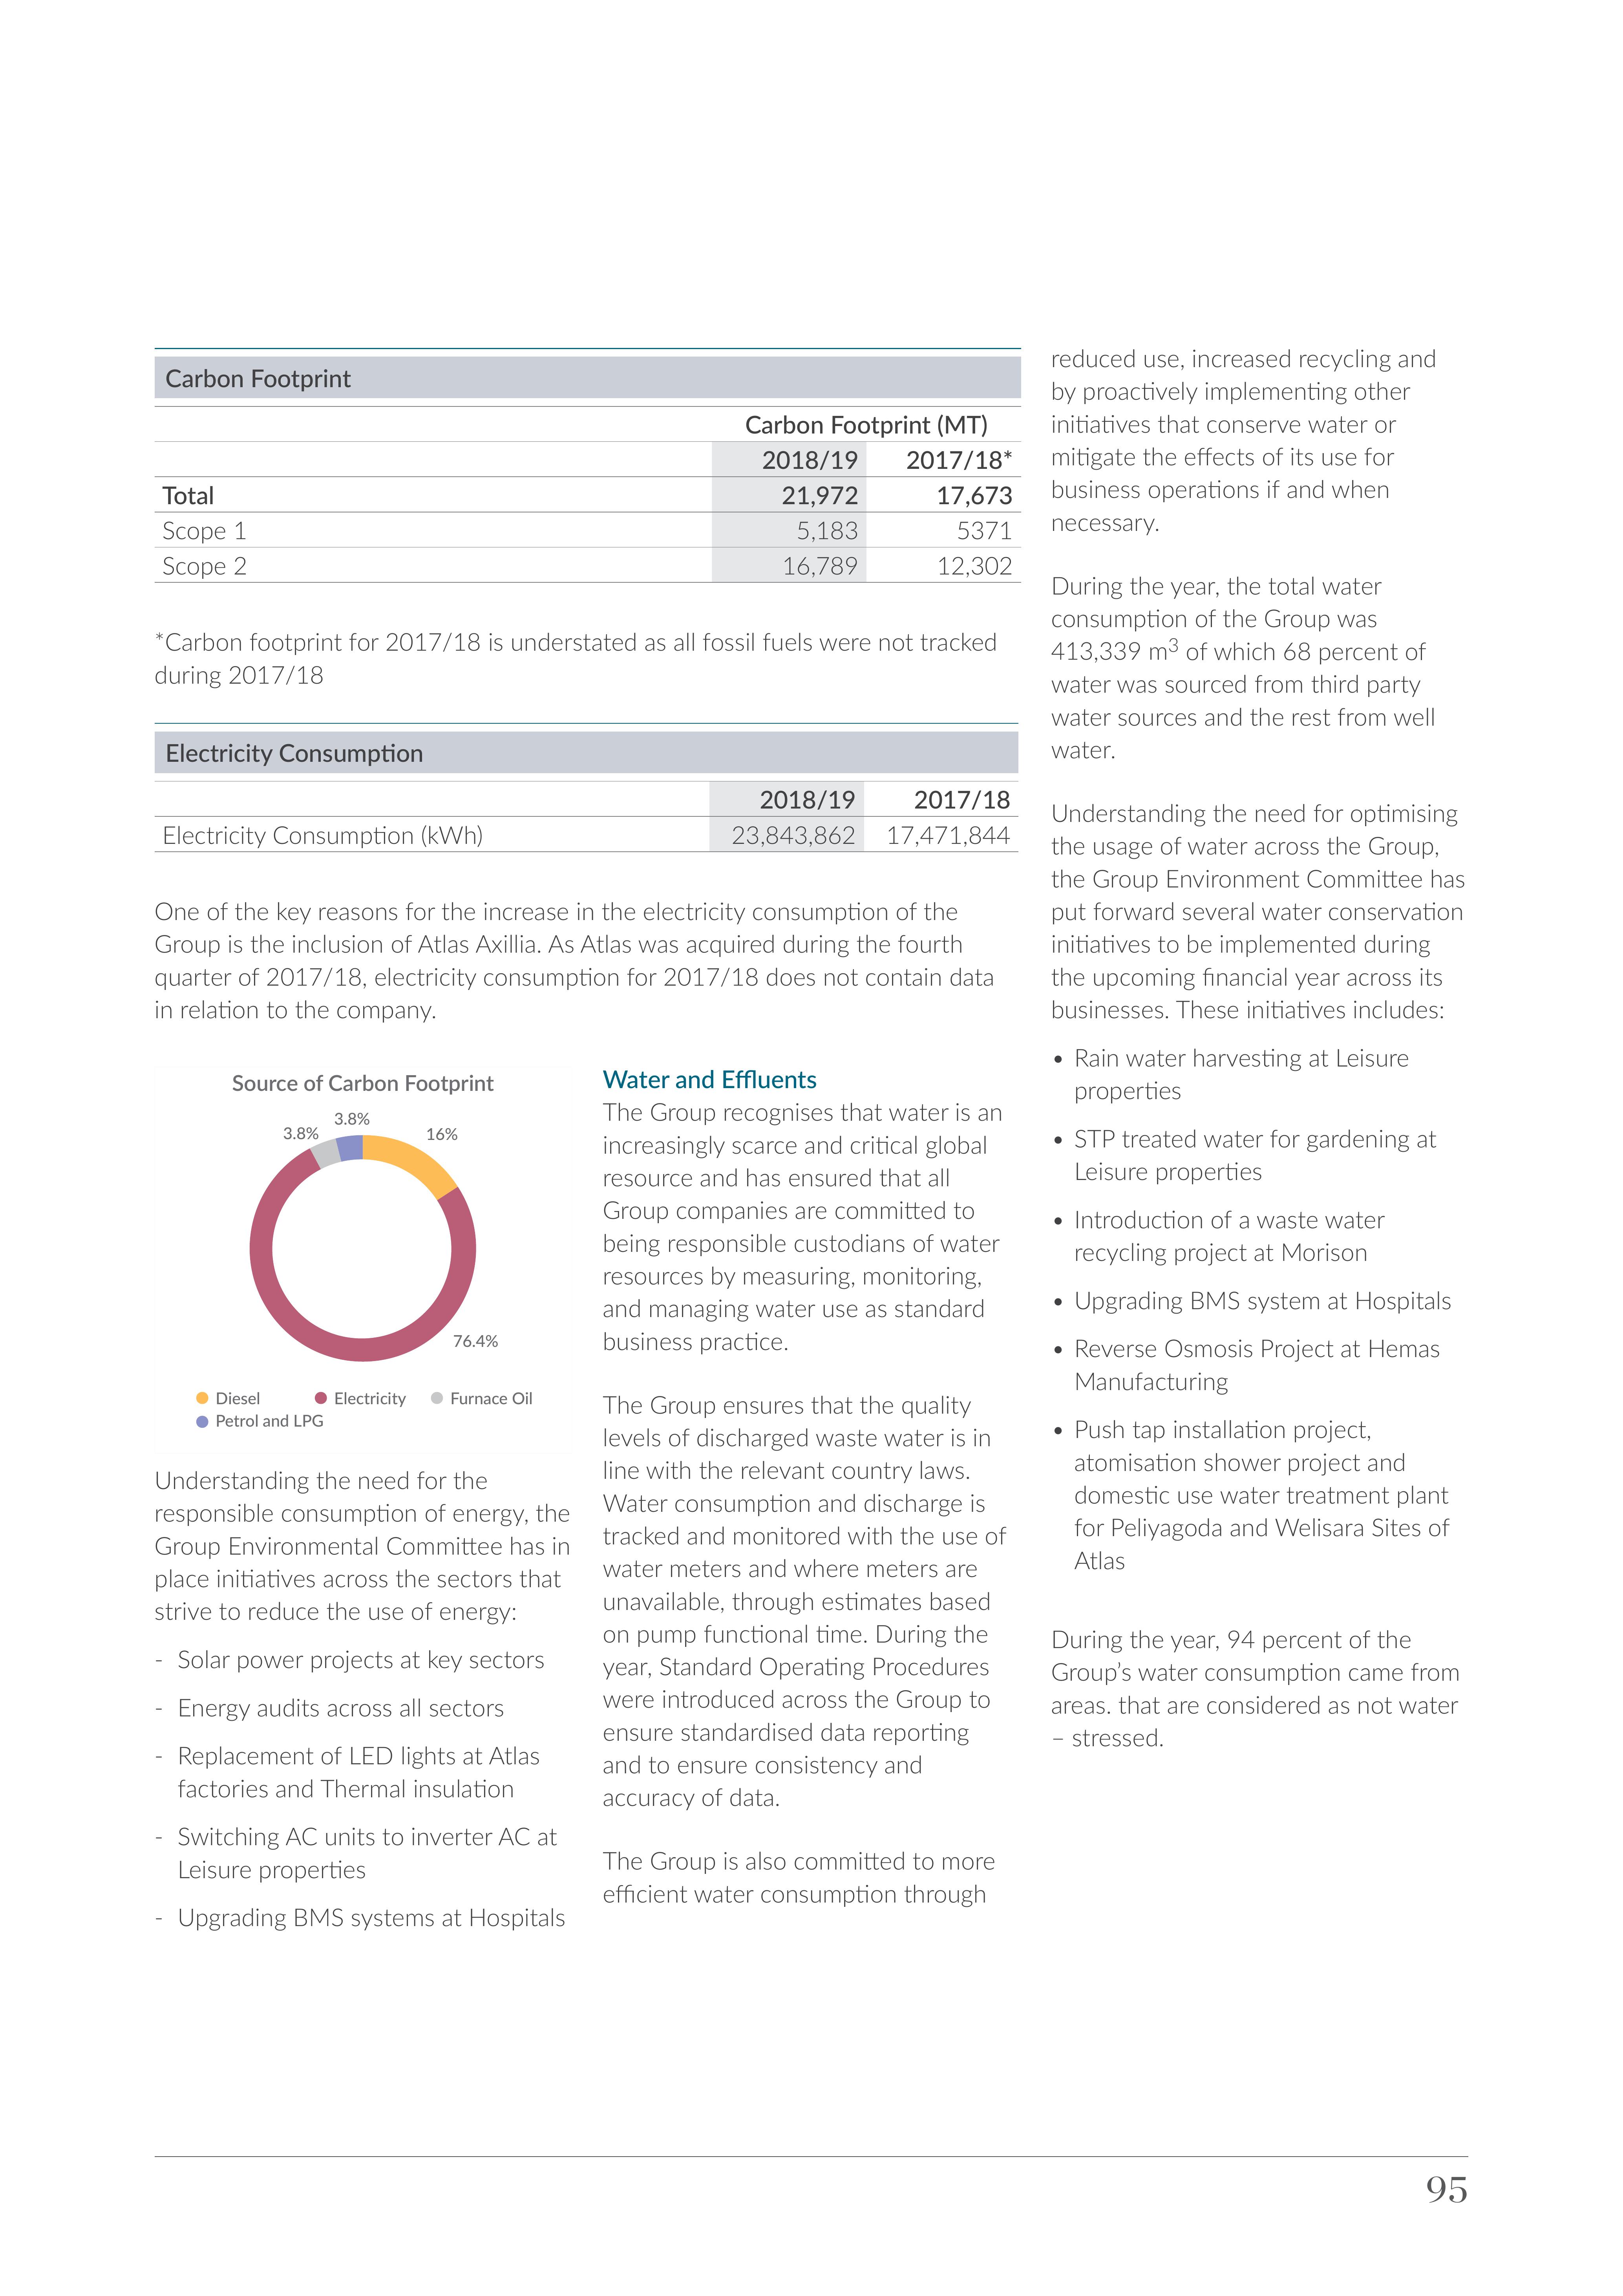 Carbon Footprint
Carbon Footprint (MT)
2018/19 2017/18*
Total 21,972 17,673
Scope 1 5,183 5371
Scope 2 16,789 12,302
*Carbon footprint for 2017/18 is understated as all fossil fuels were not tracked
during 2017/18
Electricity Consumption
2018/19 2017/18
Electricity Consumption (kWh) 23,843,862 17,471,844
One of the key reasons for the increase in the electricity consumption of the
Group is the inclusion of Atlas Axillia. As Atlas was acquired during the fourth
quarter of 2017/18, electricity consumption for 2017/18 does not contain data
in relation to the company.
Source of Carbon Footprint
3.8%
3.8%
16%
76.4%
Diesel Electricity Furnace Oil
Petrol and LPG
Understanding the need for the
responsible consumption of energy, the
Group Environmental Committee has in
place initiatives across the sectors that
strive to reduce the use of energy:
- Solar power projects at key sectors
- Energy audits across all sectors
- Replacement of LED lights at Atlas
factories and Thermal insulation
- Switching AC units to inverter AC at
Leisure properties
- Upgrading BMS systems at Hospitals
Water and Effluents
The Group recognises that water is an
increasingly scarce and critical global
resource and has ensured that all
Group companies are committed to
being responsible custodians of water
resources by measuring, monitoring,
and managing water use as standard
business practice.
The Group ensures that the quality
levels of discharged waste water is in
line with the relevant country laws.
Water consumption and discharge is
tracked and monitored with the use of
water meters and where meters are
unavailable, through estimates based
on pump functional time. During the
year, Standard Operating Procedures
were introduced across the Group to
ensure standardised data reporting
and to ensure consistency and
accuracy of data.
The Group is also committed to more
efficient water consumption through
reduced use, increased recycling and
by proactively implementing other
initiatives that conserve water or
mitigate the effects of its use for
business operations if and when
necessary.
During the year, the total water
consumption of the Group was
413,339 m3 of which 68 percent of
water was sourced from third party
water sources and the rest from well
water.
Understanding the need for optimising
the usage of water across the Group,
the Group Environment Committee has
put forward several water conservation
initiatives to be implemented during
the upcoming financial year across its
businesses. These initiatives includes:
• Rain water harvesting at Leisure
properties
• STP treated water for gardening at
Leisure properties
• Introduction of a waste water
recycling project at Morison
• Upgrading BMS system at Hospitals
• Reverse Osmosis Project at Hemas
Manufacturing
• Push tap installation project,
atomisation shower project and
domestic use water treatment plant
for Peliyagoda and Welisara Sites of
Atlas
During the year, 94 percent of the
Group's water consumption came from
areas. that are considered as not water
– stressed.
95